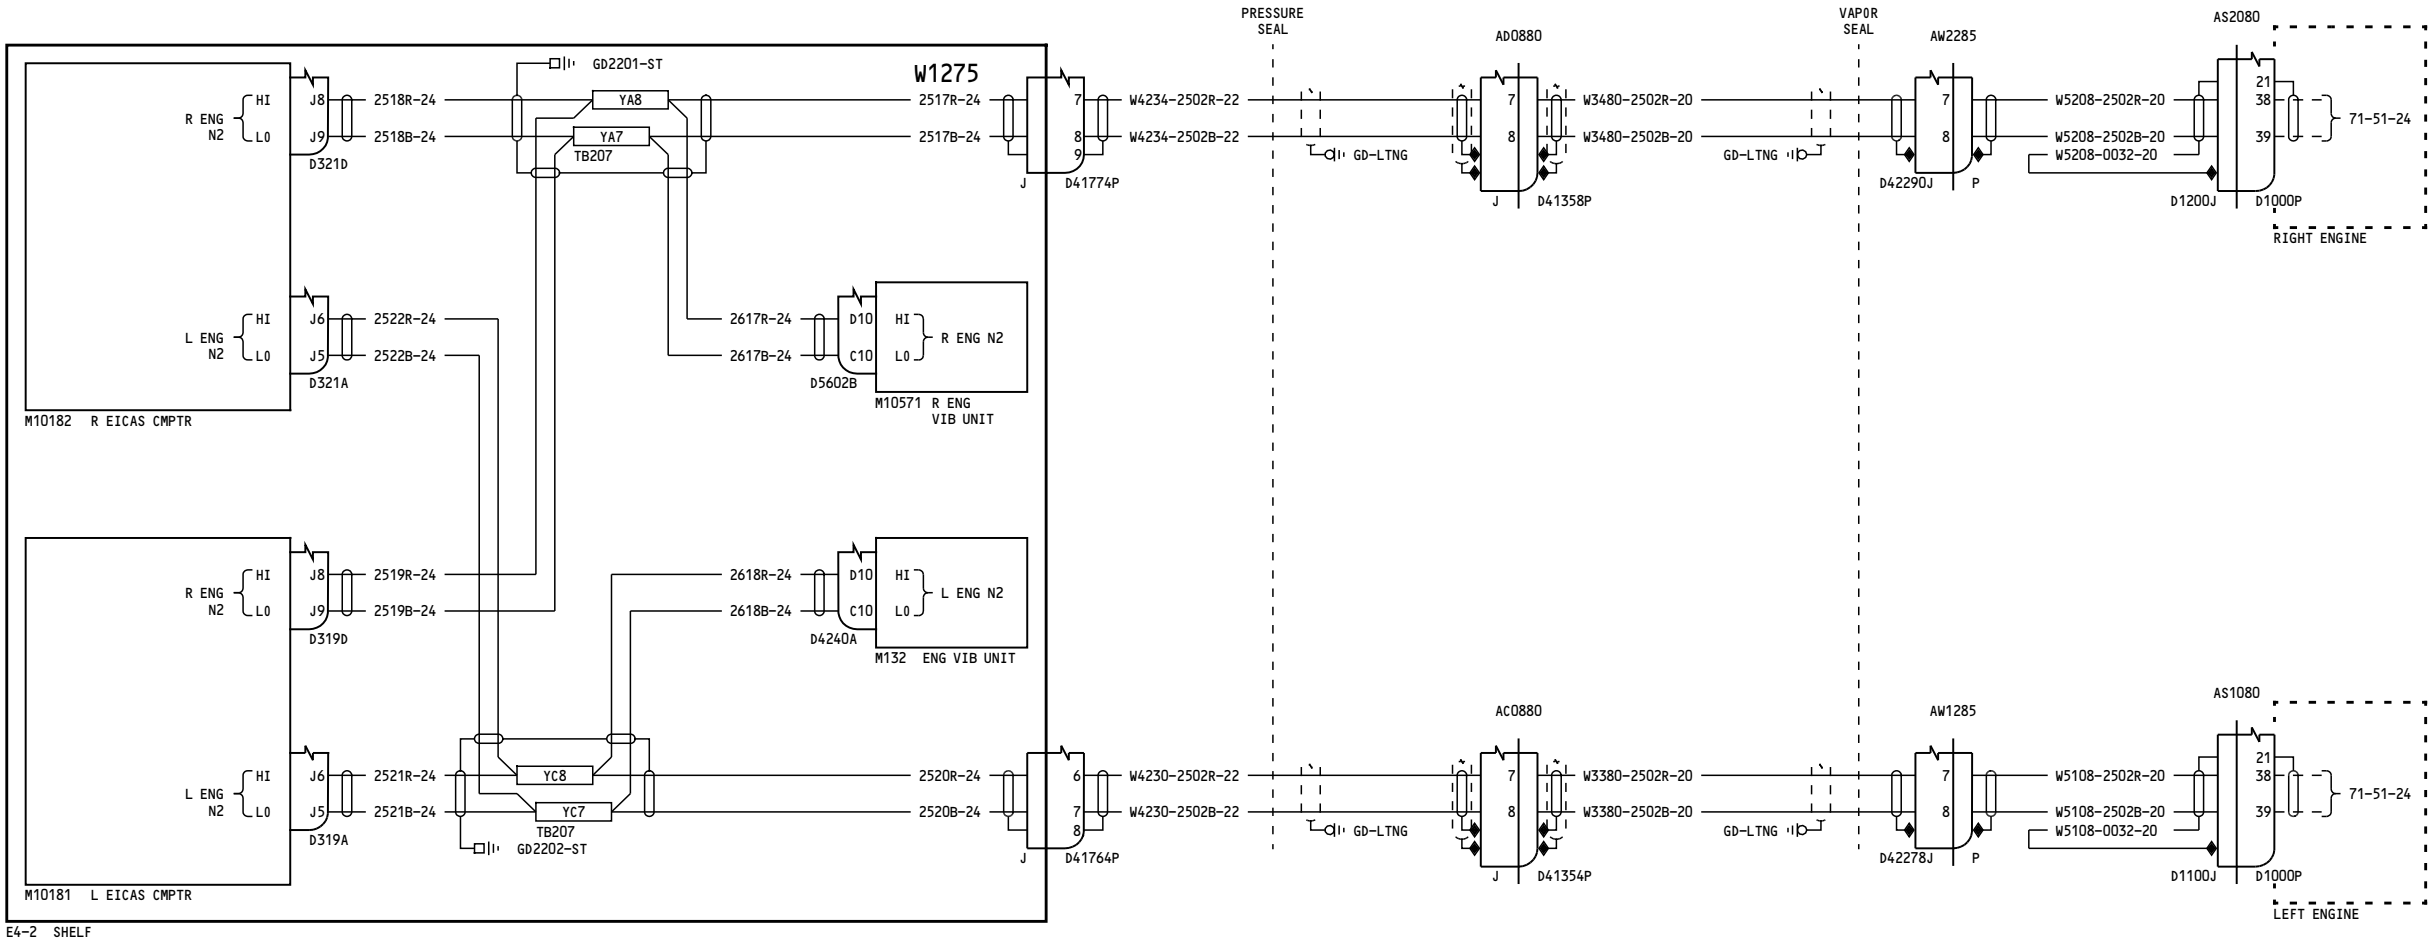 PRESSURE
SEAL
VAPOR
SEAL
AS2080
AD0880
AW2285
GD2201-ST
W1275
R ENG
N2
HI
LO
J8
J9
D321D
2518R-24
2518B-24
YA8
YA7
TB207
2517R-24
2517B-24
7
8
9
J
D41774P
W4234-2502R-22
W4234-2502B-22
GD-LTNG
7
8
J
D41358P
W3480-2502R-20
W3480-2502B-20
GD-LTNG
7
8
D42290J
P
W5208-2502R-20
W5208-2502B-20
W5208-0032-20
21
38
39
D1200J
D1000P
71-51-24
RIGHT ENGINE
L ENG
N2
HI
LO
J6
J5
D321A
2522R-24
2522B-24
2617R-24
2617B-24
D10
C10
D5602B
HI
LO
R ENG N2
M10571 R ENG
VIB UNIT
M10182 R EICAS CMPTR
R ENG
N2
HI
LO
J8
J9
D319D
2519R-24
2519B-24
2618R-24
2618B-24
D10
C10
D4240A
HI
LO
L ENG N2
M132 ENG VIB UNIT
AC0880
AW1285
AS1080
L ENG
N2
HI
LO
J6
J5
D319A
2521R-24
2521B-24
YC8
YC7
TB207
GD2202-ST
2520R-24
2520B-24
6
7
8
J
D41764P
W4230-2502R-22
W4230-2502B-22
GD-LTNG
7
8
J
D41354P
W3380-2502R-20
W3380-2502B-20
GD-LTNG
7
8
D42278J
P
W5108-2502R-20
W5108-2502B-20
W5108-0032-20
21
38
39
D1100J
D1000P
71-51-24
LEFT ENGINE
M10181 L EICAS CMPTR
E4-2 SHELF